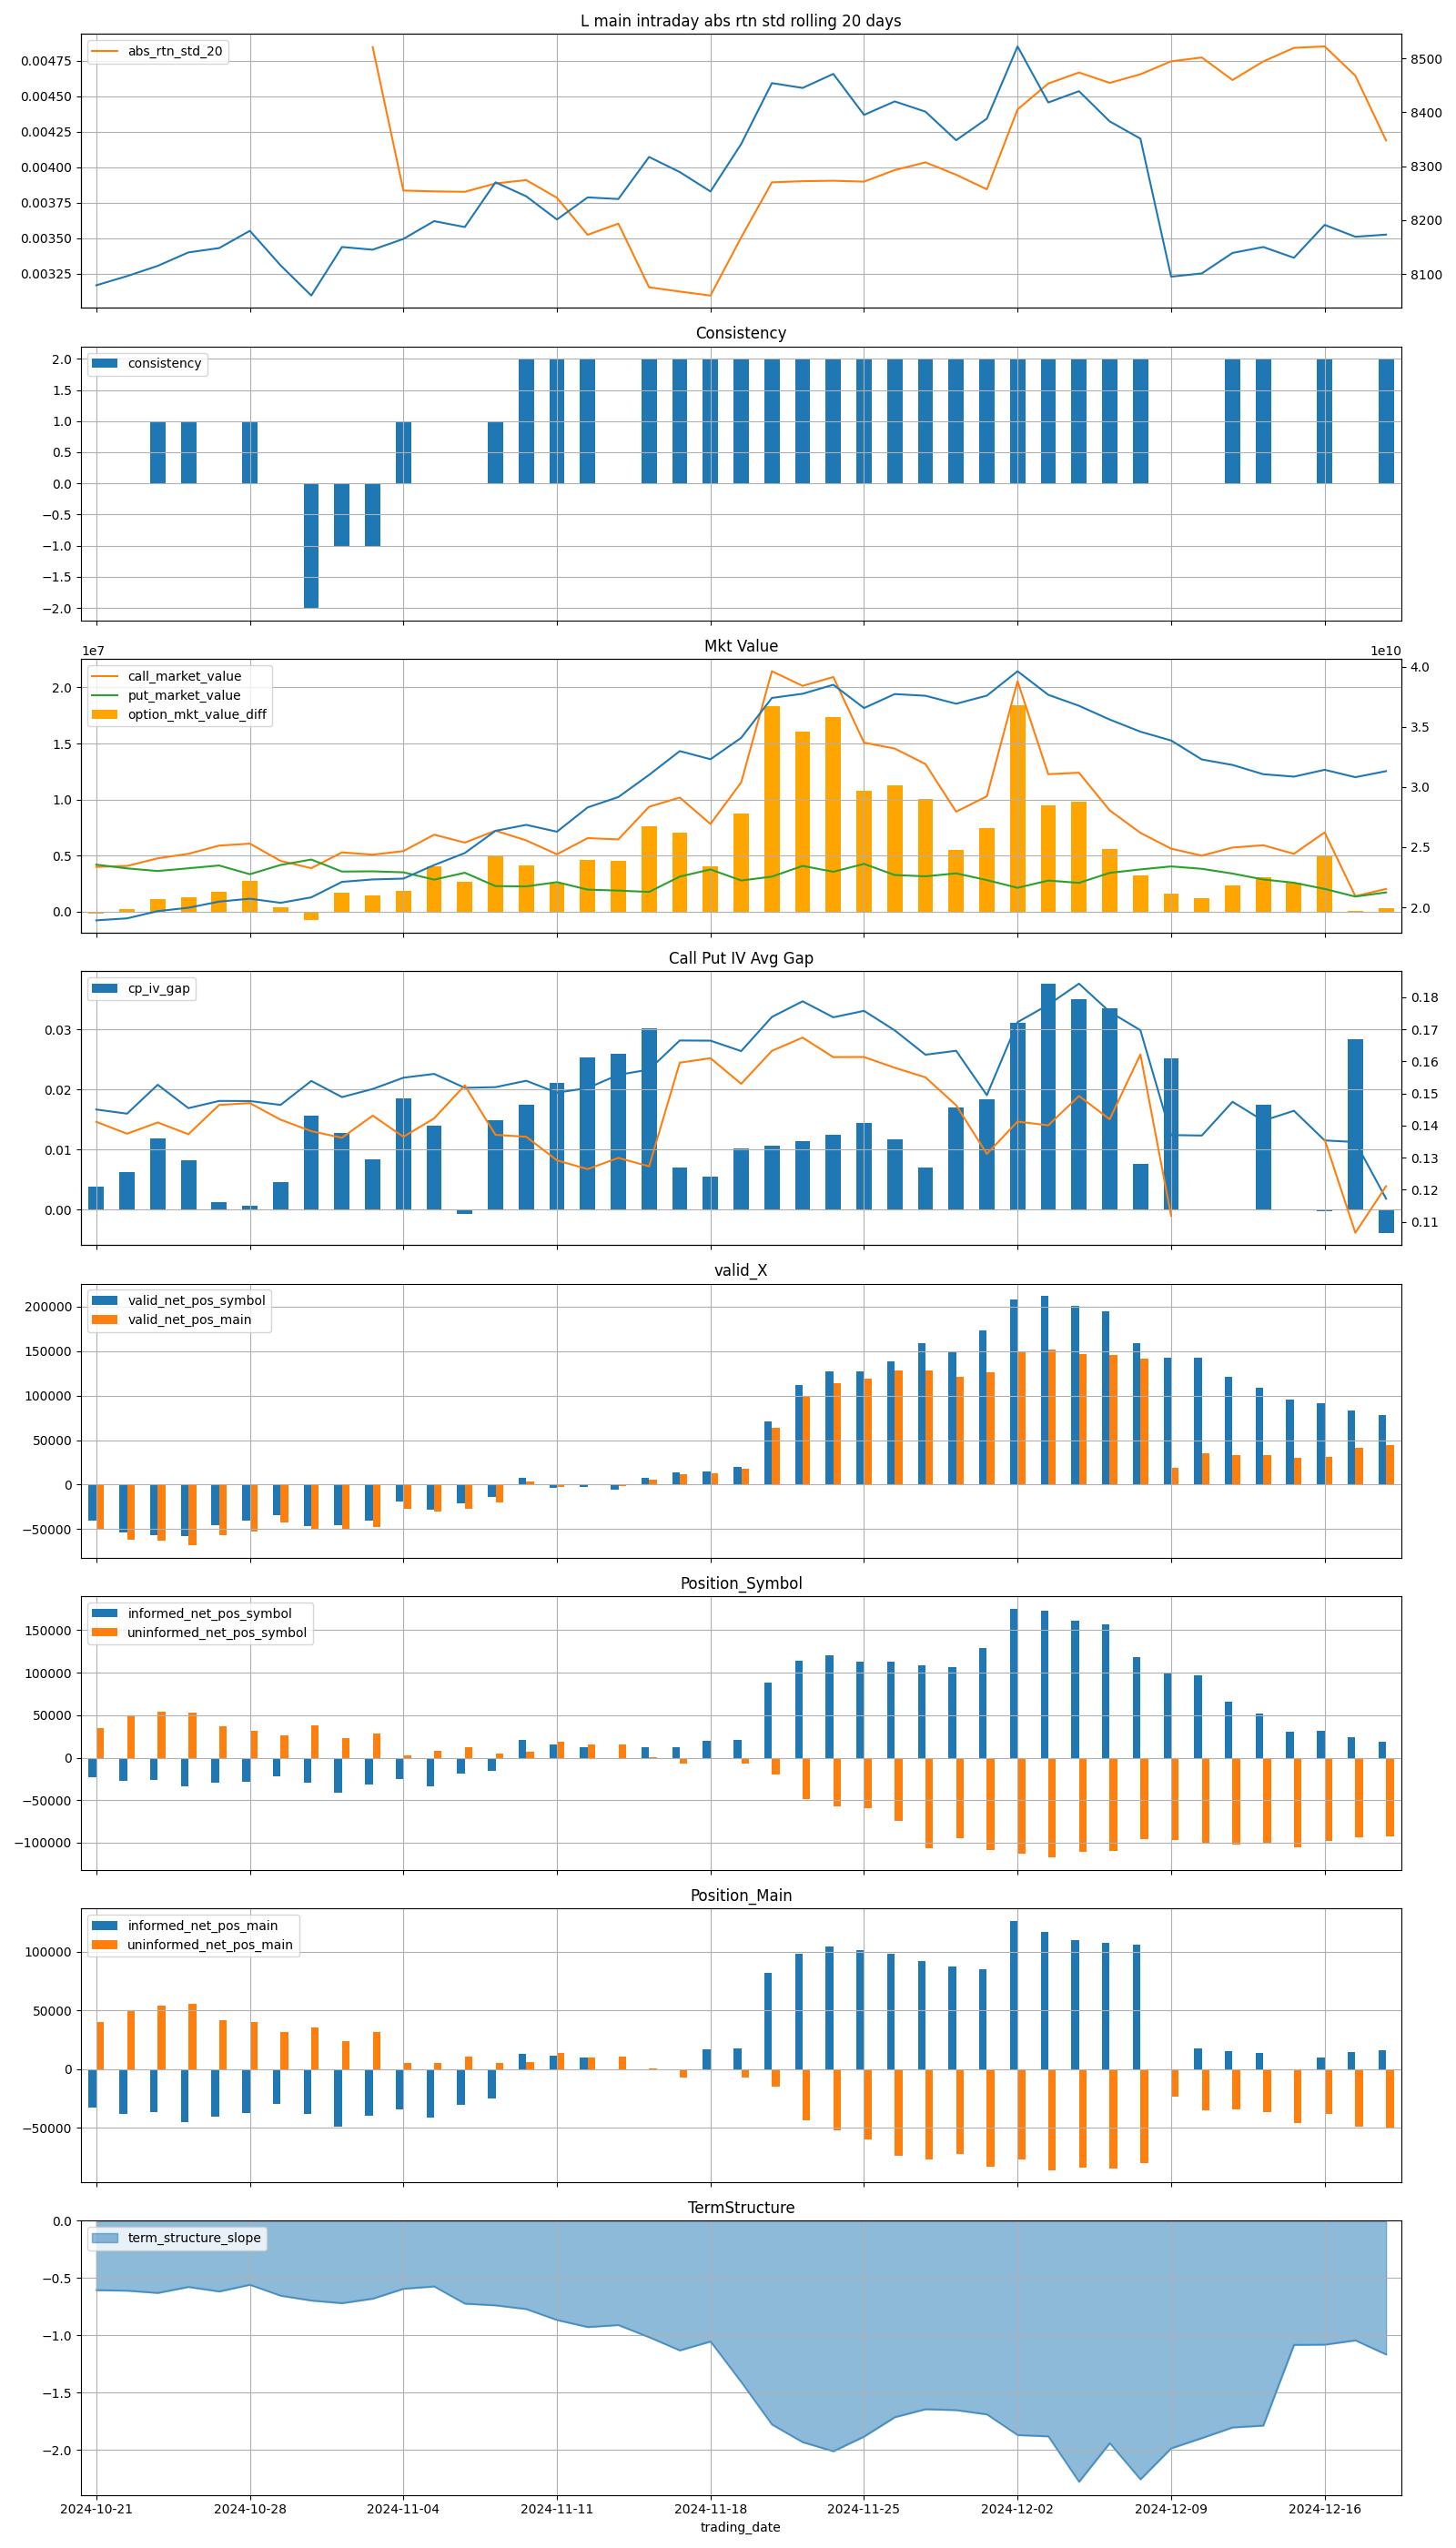 L main intraday abs rtn std rolling 20 days
abs_rtn_std_20
0.00475
0.00450
0.00425
0.00400
0.00375
0.00350
0.00325
8500
8400
8300
8200
8100
Consistency
consistency
2.0
1.5
1.0
0.5
0.0
−0.5
−1.0
−1.5
−2.0
Mkt Value
1e7
1e10
call_market_value
put_market_value
option_mkt_value_diff
2.0
1.5
1.0
0.5
0.0
4.0
3.5
3.0
2.5
2.0
Call Put IV Avg Gap
cp_iv_gap
0.03
0.02
0.01
0.00
0.18
0.17
0.16
0.15
0.14
0.13
0.12
0.11
valid_X
valid_net_pos_symbol
valid_net_pos_main
200000
150000
100000
50000
0
−50000
Position_Symbol
informed_net_pos_symbol
uninformed_net_pos_symbol
150000
100000
50000
0
−50000
−100000
Position_Main
informed_net_pos_main
uninformed_net_pos_main
100000
50000
0
−50000
TermStructure
term_structure_slope
0.0
−0.5
−1.0
−1.5
−2.0
2024-10-21 2024-10-28 2024-11-04 2024-11-11 2024-11-18 2024-11-25 2024-12-02 2024-12-09 2024-12-16
trading_date